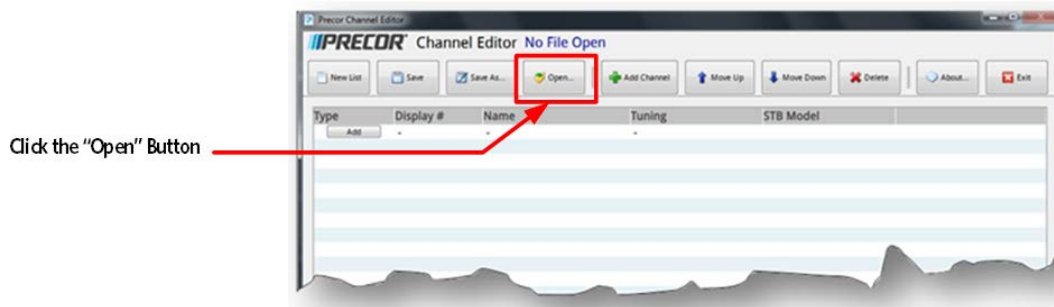 Precor Channel Editor
PRECOR Channel Editor No File Open
New List Save Save As... Open... Add Channel Move Up Move Down Delete About... Exit
Type Display # Name Tuning STB Model
Add - - -
Click the "Open" Button